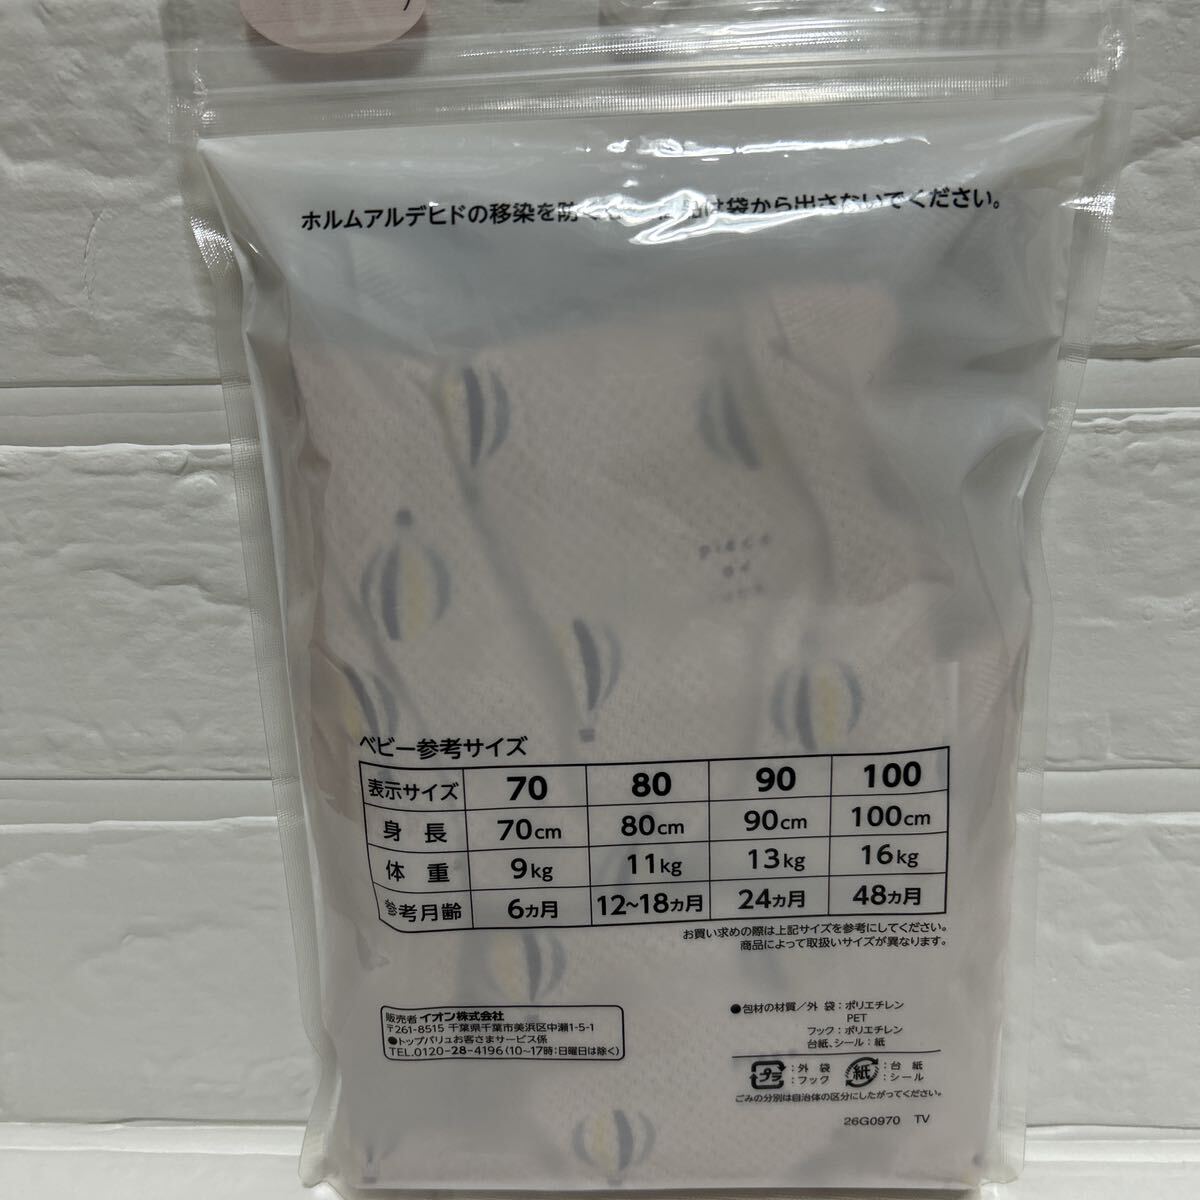 ホルムアルデヒドの移染を防ぐ 品は袋から出さないでください。
piece
of
ベビー参考サイズ
表示サイズ 70 80 90 100
身長 70cm 80cm 90cm 100cm
体重 9kg 11kg 13kg 16kg
参考月齢 6カ月 12~18カ月 24カ月 48カ月
お買い求めの際は上記サイズを参考にしてください。
商品によって取扱いサイズが異なります。
販売者 イオン株式会社
〒261-8515 千葉県千葉市美浜区中瀬1-5-1
●トップバリュお客さまサービス係
TEL.0120-28-4196(10~17時:日曜日は除く)
●包材の材質/外 袋:ポリエチレン
PET
フック:ポリエチレン
台紙、シール:紙
プラ :外 袋 紙 :台 紙
:フック :シール
ごみの分別は自治体の区分にしたがってください。
26G0970 TV